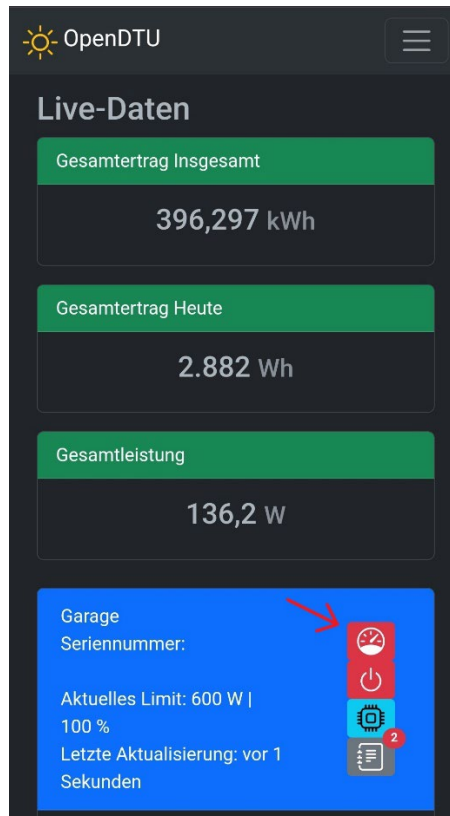 OpenDTU
Live-Daten
Gesamtertrag Insgesamt
396,297 kWh
Gesamtertrag Heute
2.882 Wh
Gesamtleistung
136,2 W
Garage
Seriennummer:
Aktuelles Limit: 600 W |
100 %
Letzte Aktualisierung: vor 1
Sekunden
2